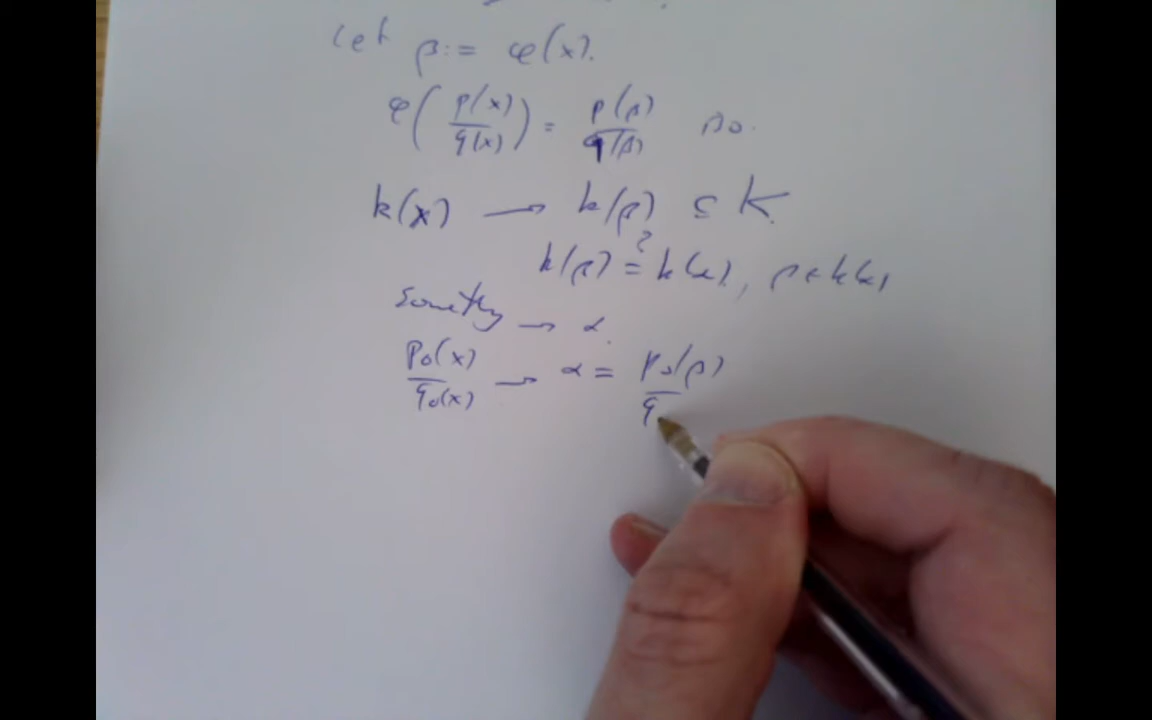 Let β := φ(x).
φ( p(x)/q(x) ) = p(β)/q(β) so.
k(x) → k(β) ⊆ K.
k(β) ?= k(α), β ∈ k(α)
Something → α.
p₀(x)/q₀(x) → α = p₀(β)/q